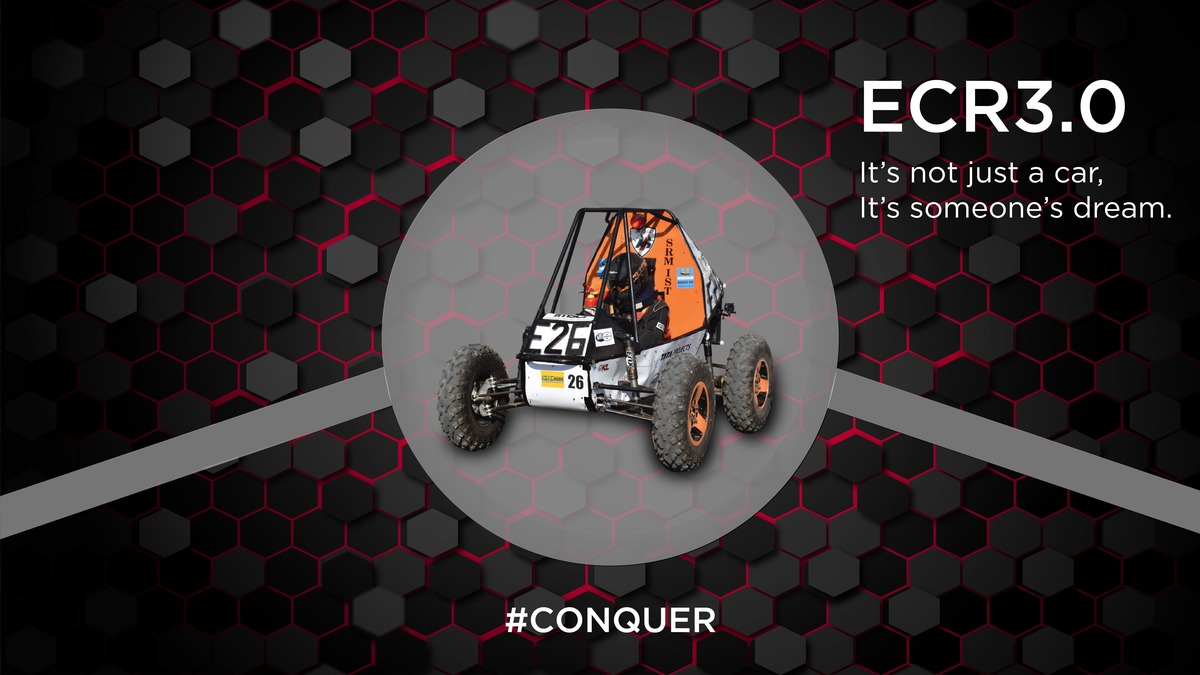 ECR3.0
It's not just a car,
It's someone's dream.
SRM IST
E26
26
#CONQUER